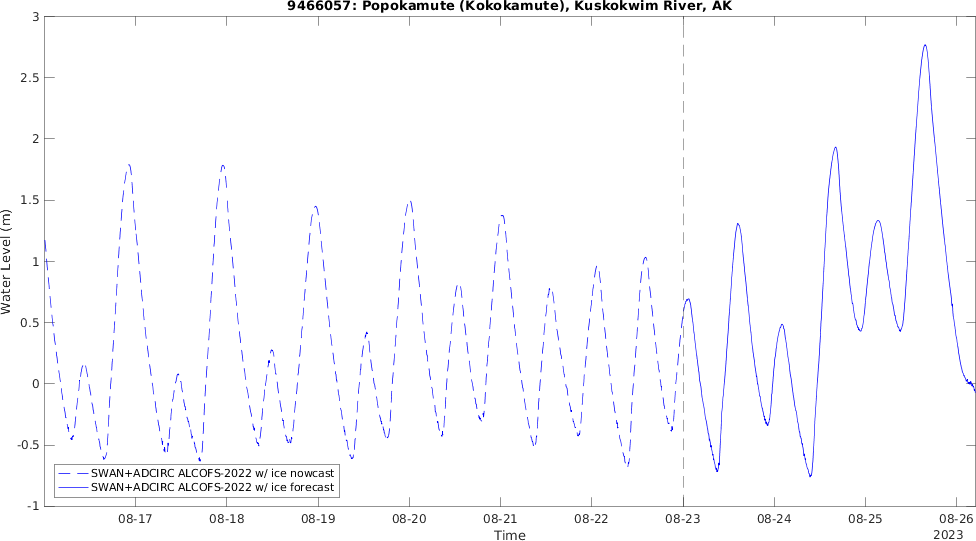 9466057: Popokamute (Kokokamute), Kuskokwim River, AK
3
2.5
2
1.5
1
0.5
0
-0.5
-1
Water Level (m)
SWAN+ADCIRC ALCOFS-2022 w/ ice nowcast
SWAN+ADCIRC ALCOFS-2022 w/ ice forecast
08-17 08-18 08-19 08-20 08-21 08-22 08-23 08-24 08-25 08-26
Time
2023